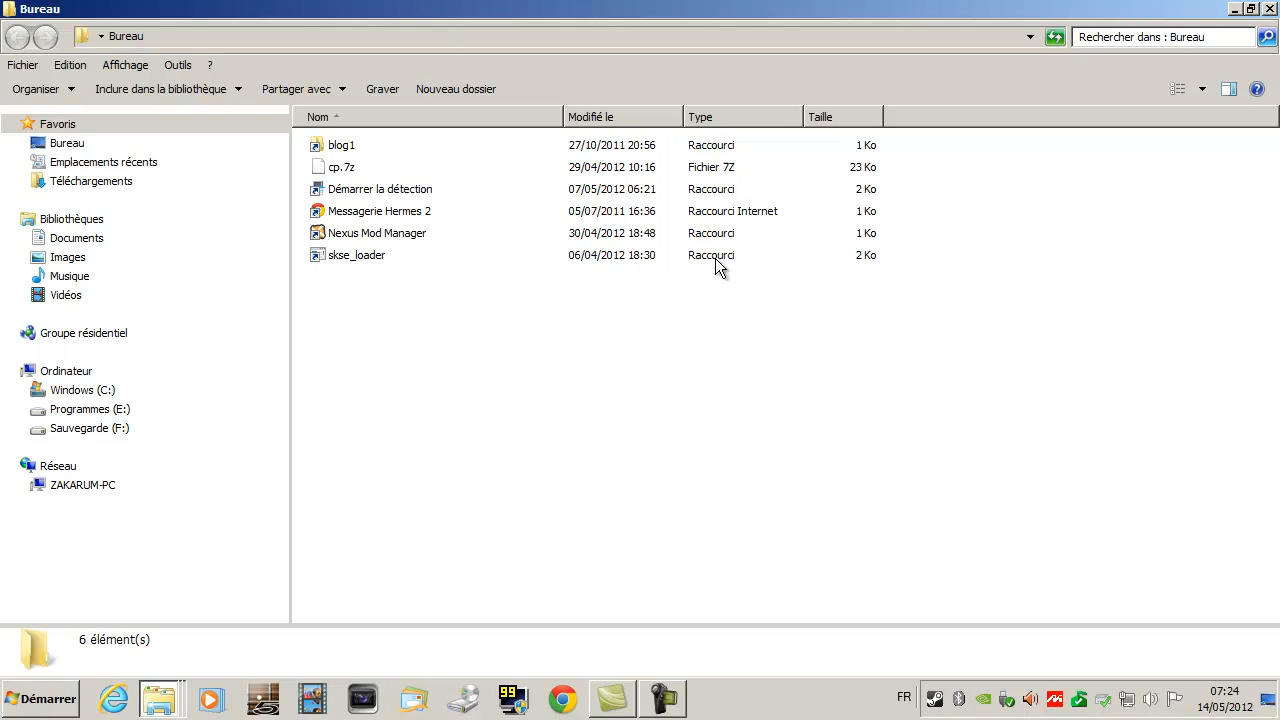 Bureau
Bureau
Rechercher dans : Bureau
Fichier Edition Affichage Outils ?
Organiser Inclure dans la bibliothèque Partager avec Graver Nouveau dossier
Nom Modifié le Type Taille
Favoris
Bureau
Emplacements récents
Téléchargements
Bibliothèques
Documents
Images
Musique
Vidéos
Groupe résidentiel
Ordinateur
Windows (C:)
Programmes (E:)
Sauvegarde (F:)
Réseau
ZAKARUM-PC
blog1 27/10/2011 20:56 Raccourci 1 Ko
cp.7z 29/04/2012 10:16 Fichier 7Z 23 Ko
Démarrer la détection 07/05/2012 06:21 Raccourci 2 Ko
Messagerie Hermes 2 05/07/2011 16:36 Raccourci Internet 1 Ko
Nexus Mod Manager 30/04/2012 18:48 Raccourci 1 Ko
skse_loader 06/04/2012 18:30 Raccourci 2 Ko
6 élément(s)
Démarrer
99
FR
07:24
14/05/2012